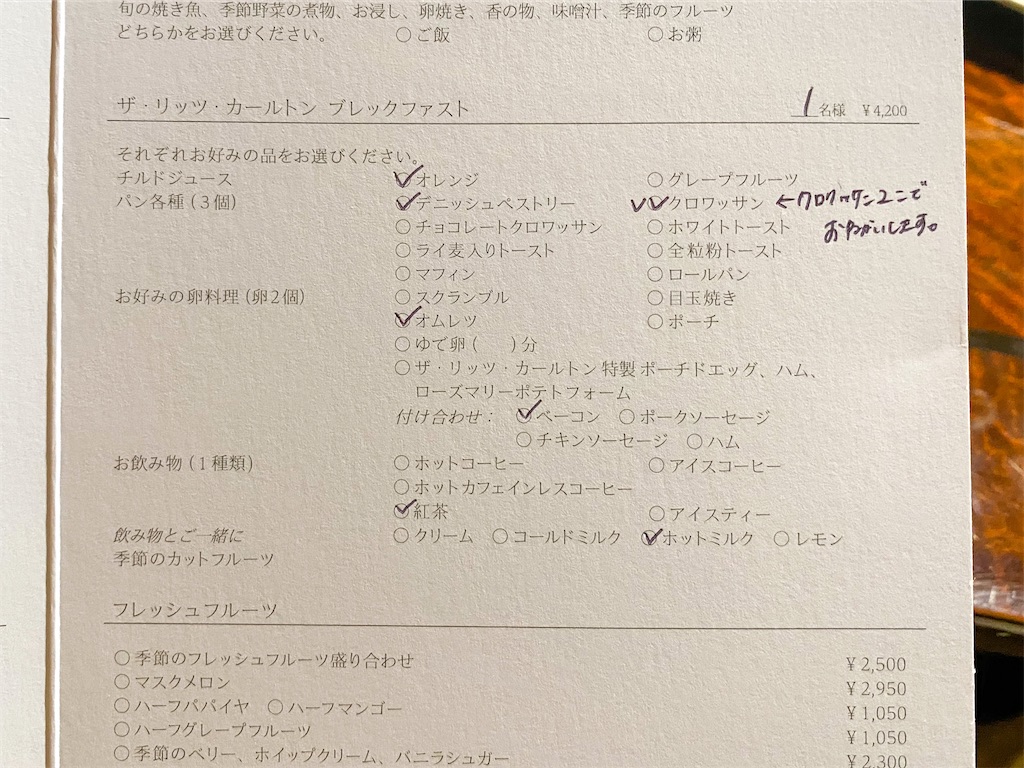 旬の焼き魚、季節野菜の煮物、お浸し、卵焼き、香の物、味噌汁、季節のフルーツ
どちらかをお選びください。 ○ご飯 ○お粥
ザ・リッツ・カールトン ブレックファスト 1名様 ￥4,200
それぞれお好みの品をお選びください。
チルドジュース ✓オレンジ ○グレープフルーツ
パン各種（３個） ✓デニッシュペストリー ✓✓クロワッサン ←クロワッサン2こで
○チョコレートクロワッサン ○ホワイトトースト おねがいします。
○ライ麦入りトースト ○全粒粉トースト
○マフィン ○ロールパン
お好みの卵料理（卵２個） ○スクランブル ○目玉焼き
✓オムレツ ○ポーチ
○ゆで卵（　　）分
○ザ・リッツ・カールトン 特製 ポーチドエッグ、ハム、
ローズマリーポテトフォーム
付け合わせ： ✓ベーコン ○ポークソーセージ
○チキンソーセージ ○ハム
お飲み物（１種類） ○ホットコーヒー ○アイスコーヒー
○ホットカフェインレスコーヒー
✓紅茶 ○アイスティー
飲み物とご一緒に ○クリーム ○コールドミルク ✓ホットミルク ○レモン
季節のカットフルーツ
フレッシュフルーツ
○季節のフレッシュフルーツ盛り合わせ ￥2,500
○マスクメロン ￥2,950
○ハーフパパイヤ ○ハーフマンゴー ￥1,050
○ハーフグレープフルーツ ￥1,050
○季節のベリー、ホイップクリーム、バニラシュガー ￥2,300